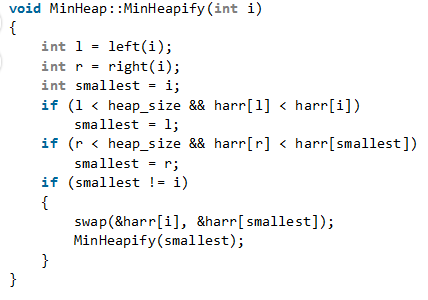 void MinHeap::MinHeapify(int i)
{
    int l = left(i);
    int r = right(i);
    int smallest = i;
    if (l < heap_size && harr[l] < harr[i])
        smallest = l;
    if (r < heap_size && harr[r] < harr[smallest])
        smallest = r;
    if (smallest != i)
    {
        swap(&harr[i], &harr[smallest]);
        MinHeapify(smallest);
    }
}